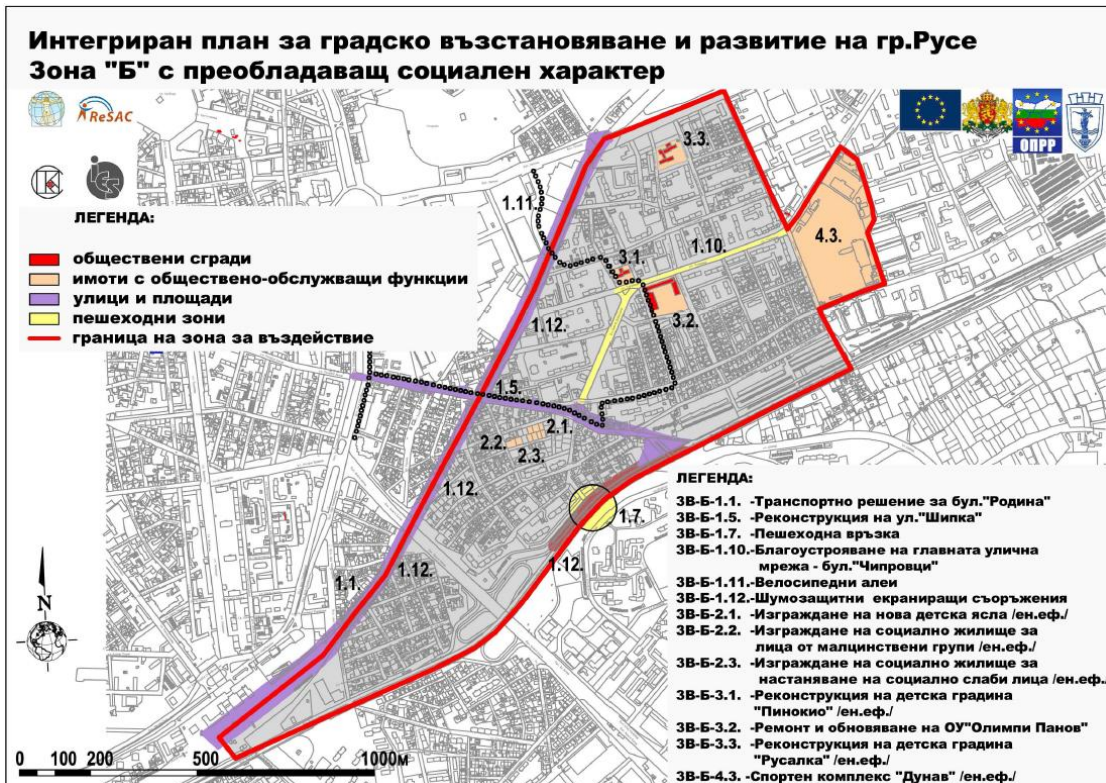 Интегриран план за градско възстановяване и развитие на гр.Русе
Зона "Б" с преобладаващ социален характер
ReSAC
ОПРР
ЛЕГЕНДА:
обществени сгради
имоти с обществено-обслужващи функции
улици и площади
пешеходни зони
граница на зона за въздействие
3.3.
1.11.
4.3.
1.10.
3.1.
3.2.
1.12.
1.5.
2.1.
2.2.
2.3.
1.12.
1.7.
1.12.
1.1.
1.12.
N
0 100 200 500 1000м
ЛЕГЕНДА:
ЗВ-Б-1.1. -Транспортно решение за бул."Родина"
ЗВ-Б-1.5. -Реконструкция на ул."Шипка"
ЗВ-Б-1.7. -Пешеходна връзка
ЗВ-Б-1.10.-Благоустрояване на главната улична
мрежа - бул."Чипровци"
ЗВ-Б-1.11.-Велосипедни алеи
ЗВ-Б-1.12.-Шумозащитни екраниращи съоръжения
ЗВ-Б-2.1. -Изграждане на нова детска ясла /ен.еф./
ЗВ-Б-2.2. -Изграждане на социално жилище за
лица от малцинствени групи /ен.еф./
ЗВ-Б-2.3. -Изграждане на социално жилище за
настаняване на социално слаби лица /ен.еф./
ЗВ-Б-3.1. -Реконструкция на детска градина
"Пинокио" /ен.еф./
ЗВ-Б-3.2. -Ремонт и обновяване на ОУ"Олимпи Панов"
ЗВ-Б-3.3. -Реконструкция на детска градина
"Русалка" /ен.еф./
ЗВ-Б-4.3. -Спортен комплекс "Дунав" /ен.еф./